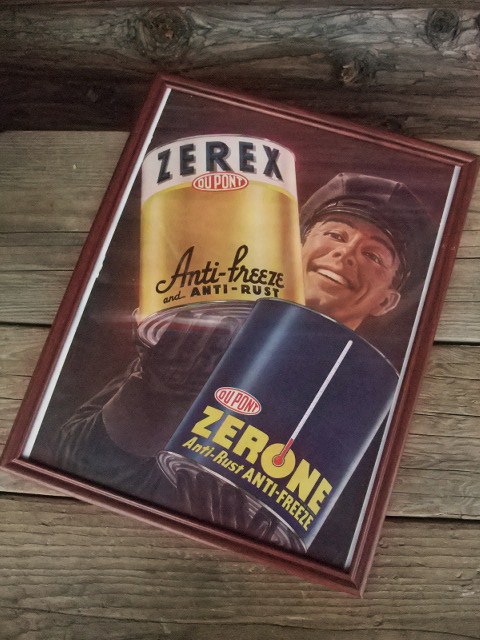 ZEREX
DU PONT
Anti-freeze
and ANTI-RUST
DU PONT
ZERONE
Anti-Rust ANTI-FREEZE